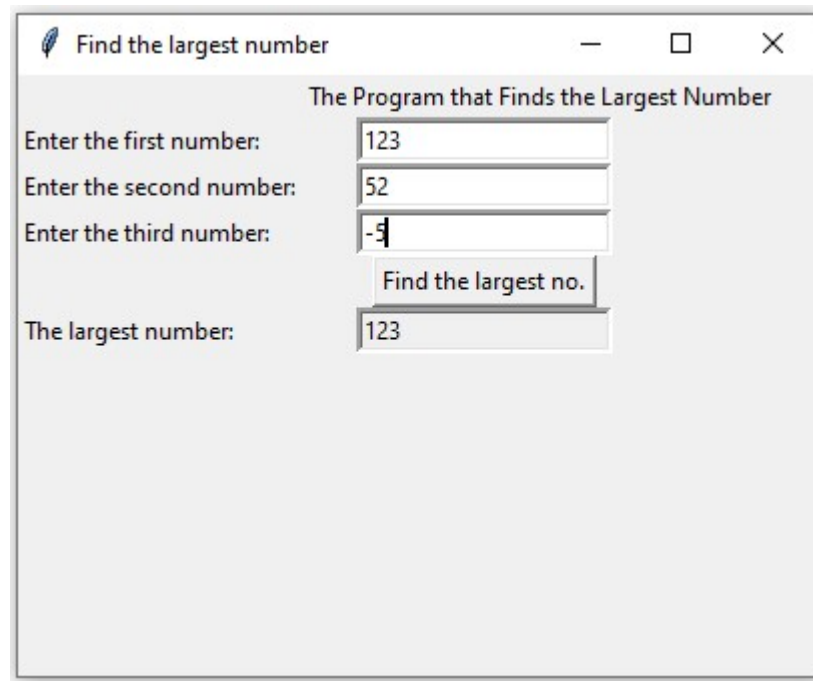 Find the largest number
The Program that Finds the Largest Number
Enter the first number: 123
Enter the second number: 52
Enter the third number: -5
Find the largest no.
The largest number: 123